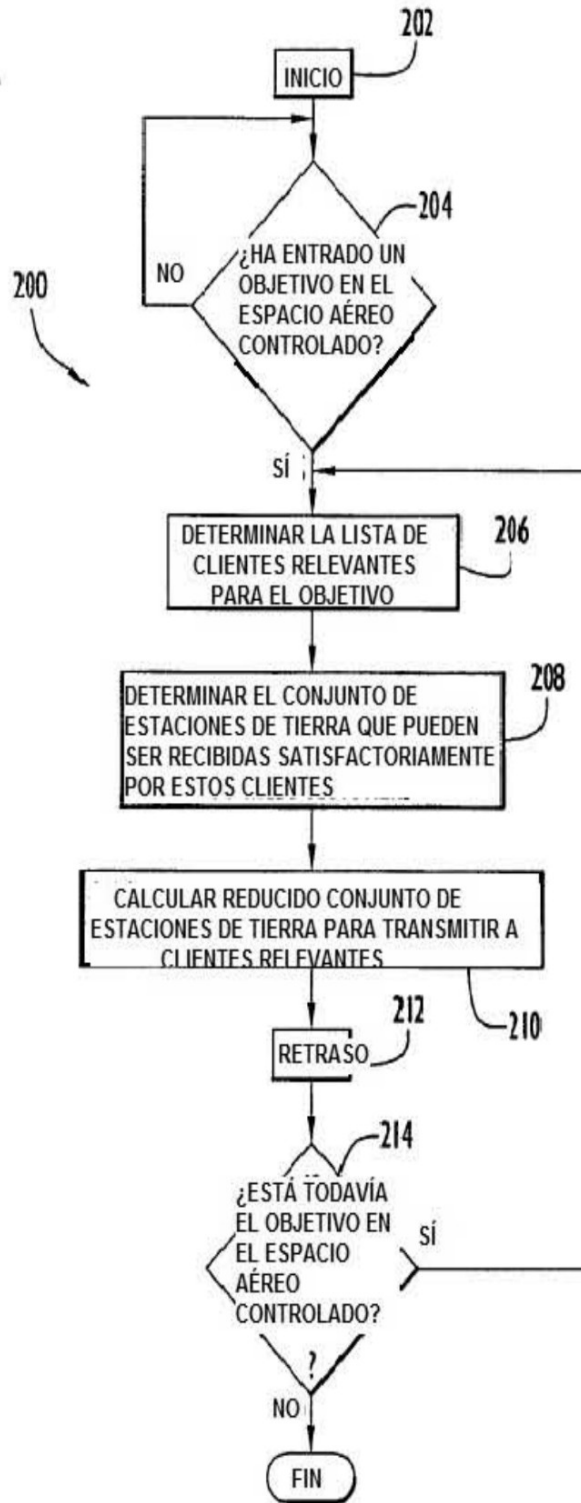 202
INICIO
204
¿HA ENTRADO UN
OBJETIVO EN EL
ESPACIO AÉREO
CONTROLADO?
NO
200
SÍ
206
DETERMINAR LA LISTA DE
CLIENTES RELEVANTES
PARA EL OBJETIVO
208
DETERMINAR EL CONJUNTO DE
ESTACIONES DE TIERRA QUE PUEDEN
SER RECIBIDAS SATISFACTORIAMENTE
POR ESTOS CLIENTES
CALCULAR REDUCIDO CONJUNTO DE
ESTACIONES DE TIERRA PARA TRANSMITIR A
CLIENTES RELEVANTES
210
212
RETRASO
214
¿ESTÁ TODAVÍA
EL OBJETIVO EN
EL ESPACIO
AÉREO
CONTROLADO?
SÍ
?
NO
FIN